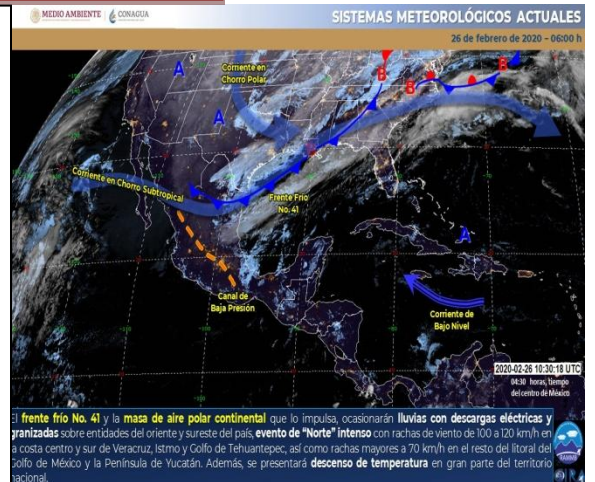 MEDIO AMBIENTE
CONAGUA
SISTEMAS METEOROLÓGICOS ACTUALES
26 de febrero de 2020 – 06:00 h
A
Corriente en
Chorro Polar
B
B
B
A
Corriente en Chorro Subtropical
Frente Frío
No. 41
A
Canal de
Baja Presión
Corriente de
Bajo Nivel
2020-02-26 10:30:18 UTC
04:30 horas, tiempo
del centro de México
El frente frío No. 41 y la masa de aire polar continental que lo impulsa, ocasionarán lluvias con descargas eléctricas y
granizadas sobre entidades del oriente y sureste del país, evento de “Norte” intenso con rachas de viento de 100 a 120 km/h en
la costa centro y sur de Veracruz, Istmo y Golfo de Tehuantepec, así como rachas mayores a 70 km/h en el resto del litoral del
Golfo de México y la Península de Yucatán. Además, se presentará descenso de temperatura en gran parte del territorio
nacional.